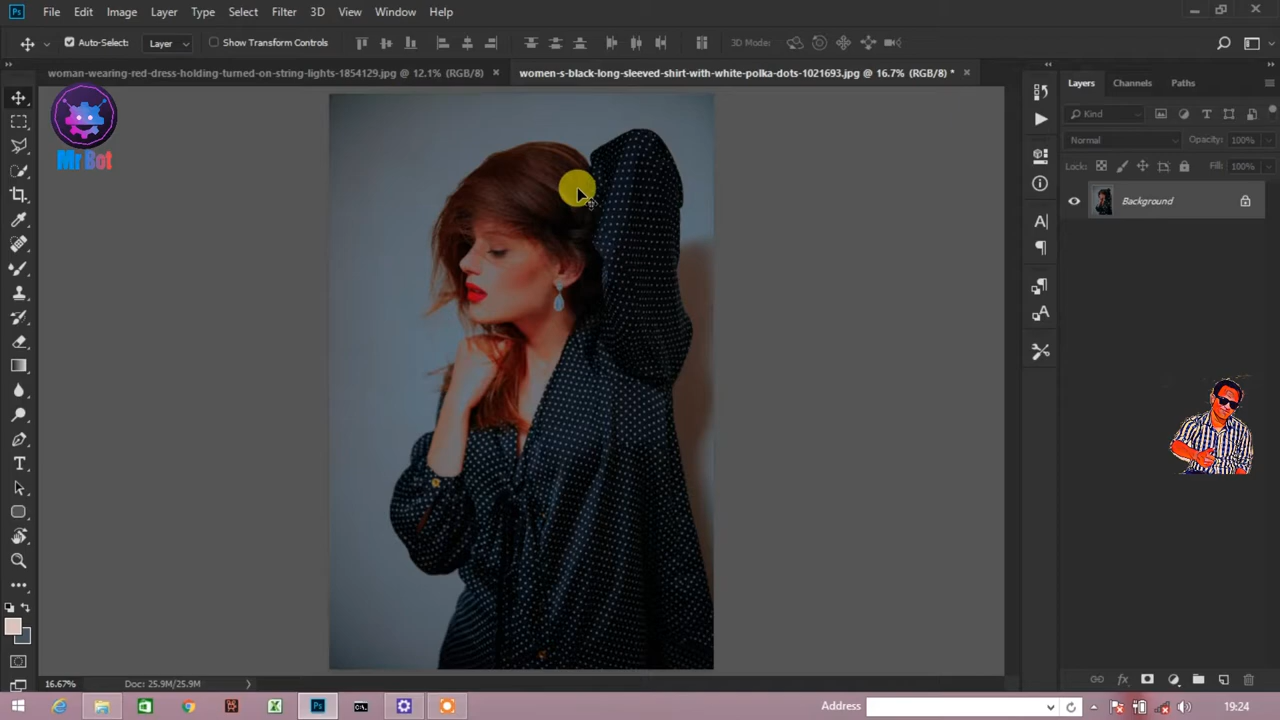 Ps File Edit Image Layer Type Select Filter 3D View Window Help
Auto-Select: Layer Show Transform Controls 3D Mode:
woman-wearing-red-dress-holding-turned-on-string-lights-1854129.jpg @ 12.1% (RGB/8) × women-s-black-long-sleeved-shirt-with-white-polka-dots-1021693.jpg @ 16.7% (RGB/8) * ×
Layers Channels Paths
Kind
Normal Opacity: 100%
Lock: Fill: 100%
Background
Mr Bot
16.67% Doc: 25.9M/25.9M
Address 19:24